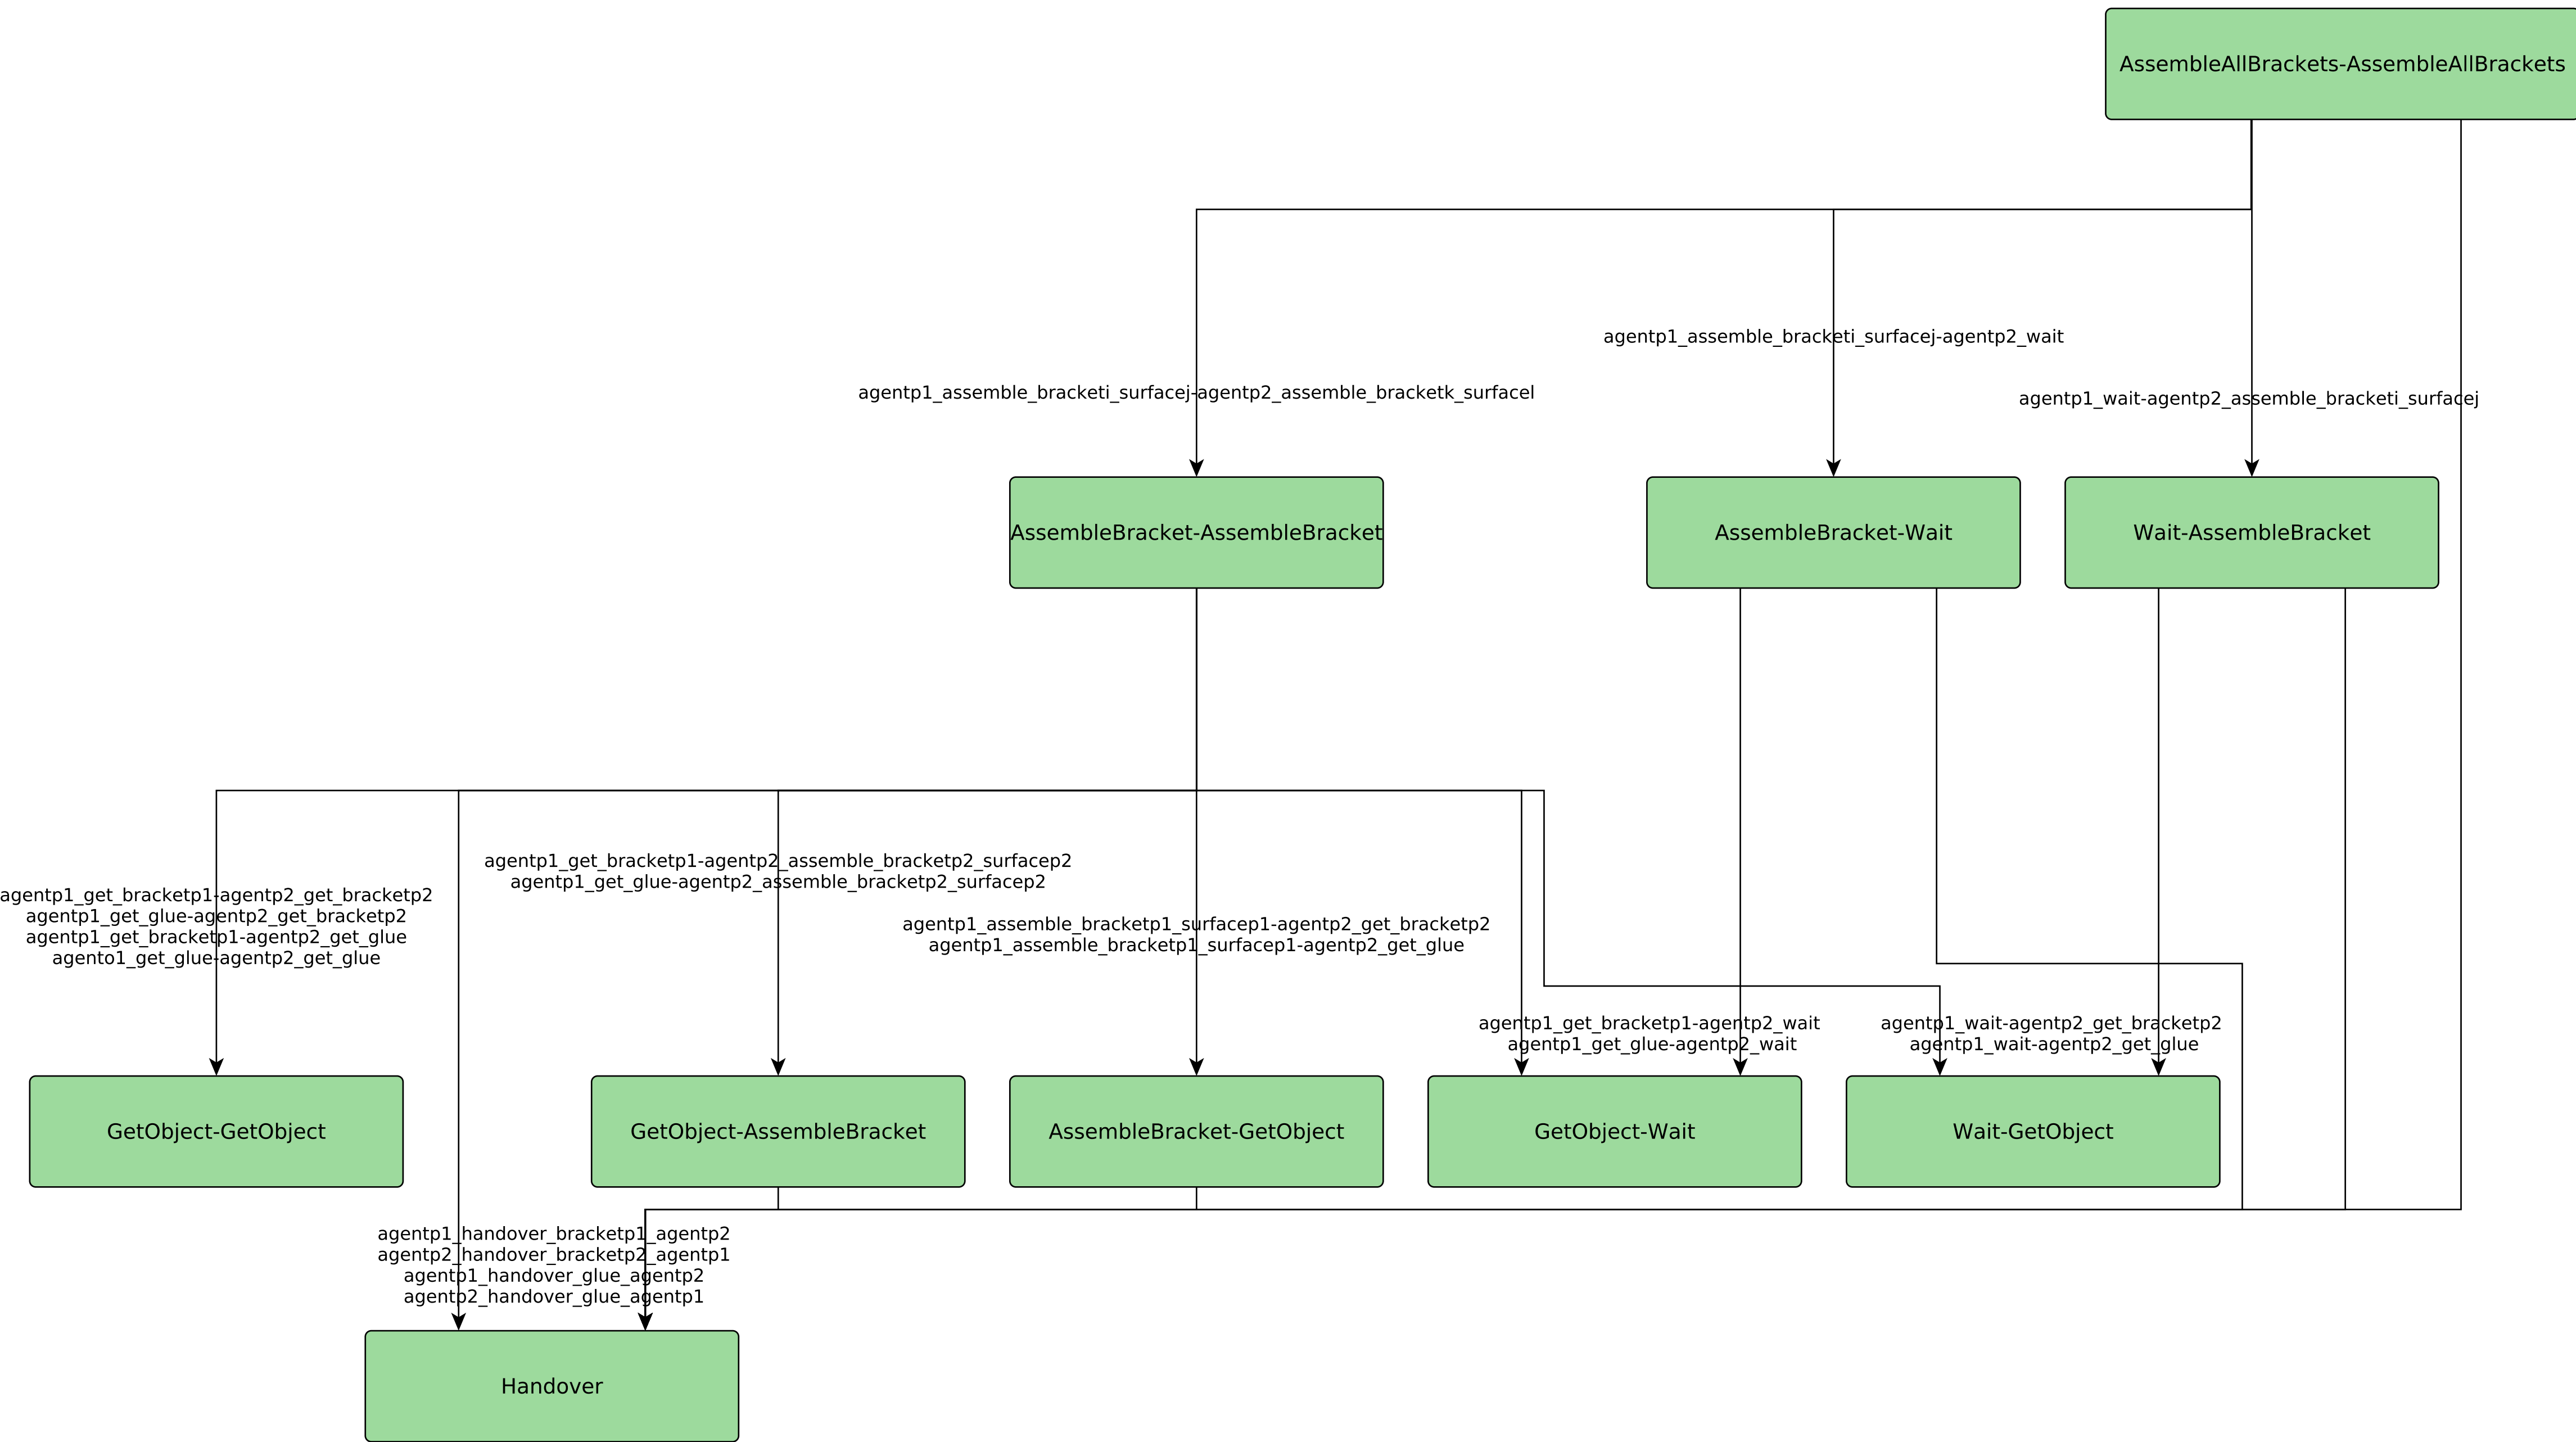 AssembleAllBrackets-AssembleAllBrackets
agentp1_assemble_bracketi_surfacej-agentp2_wait
agentp1_assemble_bracketi_surfacej-agentp2_assemble_bracketk_surfacel
agentp1_wait-agentp2_assemble_bracketi_surfacej
AssembleBracket-AssembleBracket
AssembleBracket-Wait
Wait-AssembleBracket
agentp1_get_bracketp1-agentp2_get_bracketp2
agentp1_get_glue-agentp2_get_bracketp2
agentp1_get_bracketp1-agentp2_get_glue
agento1_get_glue-agentp2_get_glue
agentp1_get_bracketp1-agentp2_assemble_bracketp2_surfacep2
agentp1_get_glue-agentp2_assemble_bracketp2_surfacep2
agentp1_assemble_bracketp1_surfacep1-agentp2_get_bracketp2
agentp1_assemble_bracketp1_surfacep1-agentp2_get_glue
agentp1_get_bracketp1-agentp2_wait
agentp1_get_glue-agentp2_wait
agentp1_wait-agentp2_get_bracketp2
agentp1_wait-agentp2_get_glue
GetObject-GetObject
GetObject-AssembleBracket
AssembleBracket-GetObject
GetObject-Wait
Wait-GetObject
agentp1_handover_bracketp1_agentp2
agentp2_handover_bracketp2_agentp1
agentp1_handover_glue_agentp2
agentp2_handover_glue_agentp1
Handover